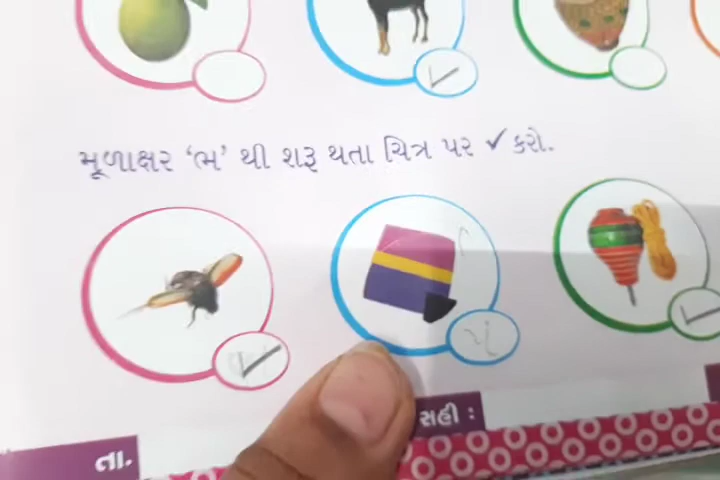 મૂળાક્ષર ‘ભ’ થી શરૂ થતા ચિત્ર પર ✓ કરો.
સહી :
તા.